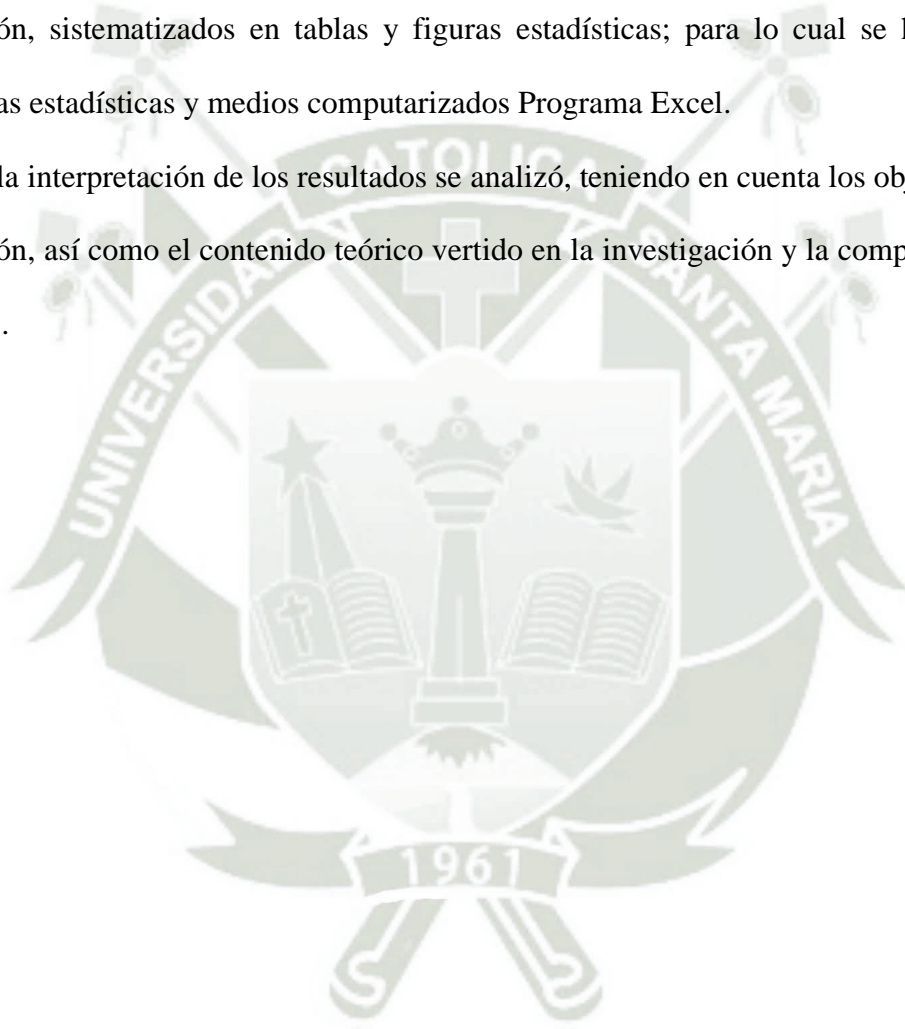 ón, sistematizados en tablas y figuras estadísticas; para lo cual se
as estadísticas y medios computarizados Programa Excel.
la interpretación de los resultados se analizó, teniendo en cuenta los
ón, así como el contenido teórico vertido en la investigación y la
.
UNIVERSIDAD CATOLICA SANTA MARIA
1961